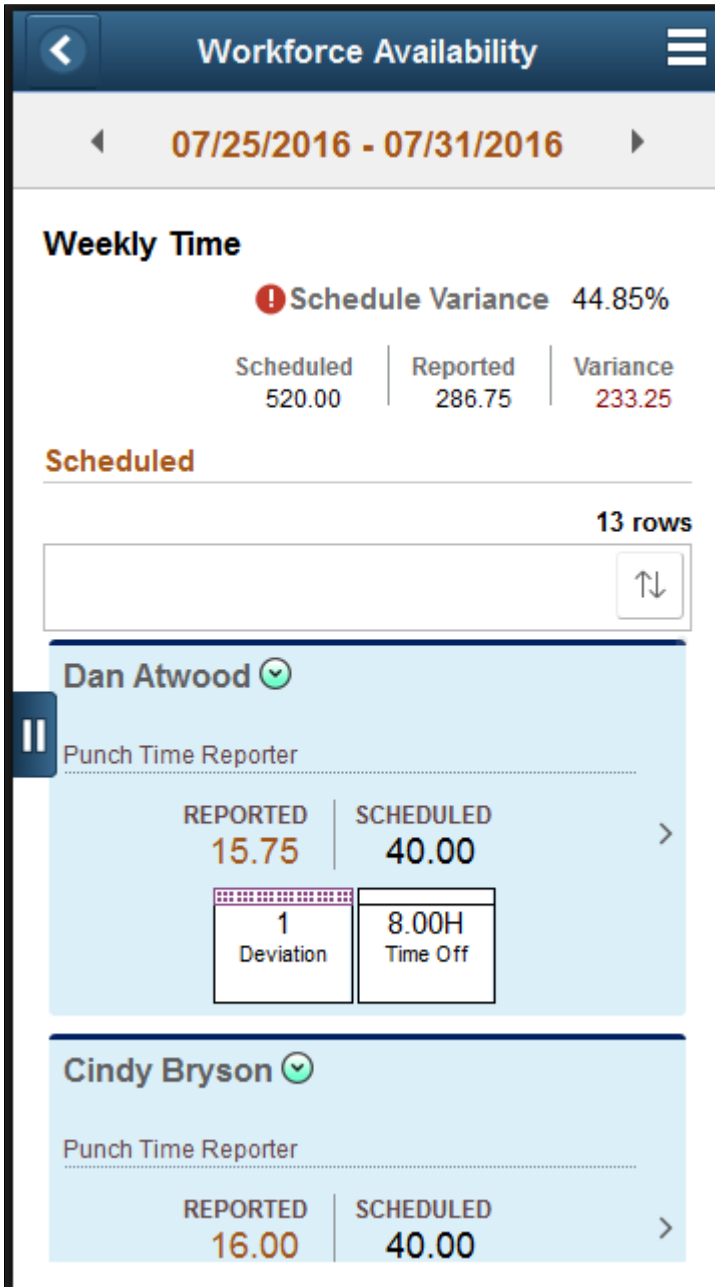 Workforce Availability
07/25/2016 - 07/31/2016
Weekly Time
Schedule Variance 44.85%
Scheduled Reported Variance
520.00 286.75 233.25
Scheduled
13 rows
Dan Atwood
Punch Time Reporter
REPORTED SCHEDULED
15.75 40.00
1 8.00H
Deviation Time Off
Cindy Bryson
Punch Time Reporter
REPORTED SCHEDULED
16.00 40.00